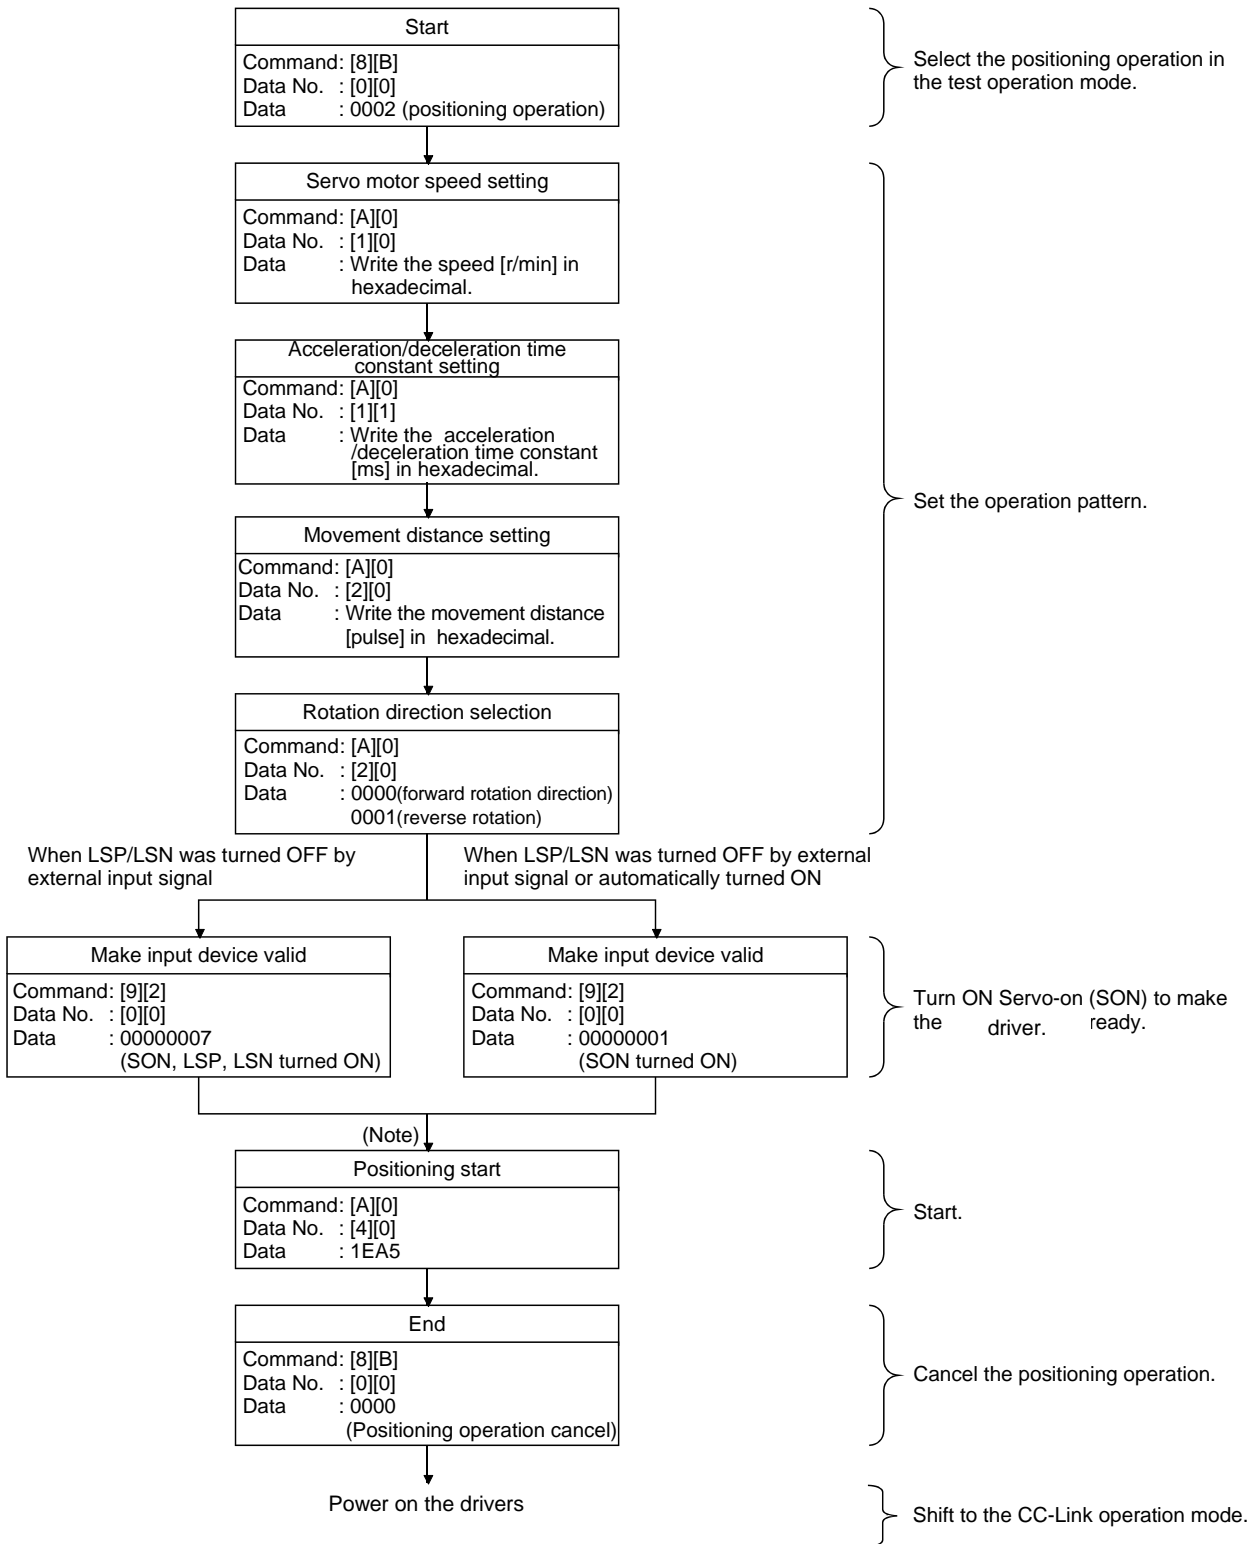 Start
Command: [8][B]
Data No. : [0][0]
Data : 0002 (positioning operation)
Select the positioning operation in
the test operation mode.
Servo motor speed setting
Command: [A][0]
Data No. : [1][0]
Data : Write the speed [r/min] in
hexadecimal.
Acceleration/deceleration time
constant setting
Command: [A][0]
Data No. : [1][1]
Data : Write the acceleration
/deceleration time constant
[ms] in hexadecimal.
Set the operation pattern.
Movement distance setting
Command: [A][0]
Data No. : [2][0]
Data : Write the movement distance
[pulse] in hexadecimal.
Rotation direction selection
Command: [A][0]
Data No. : [2][0]
Data : 0000(forward rotation direction)
0001(reverse rotation)
When LSP/LSN was turned OFF by
external input signal
When LSP/LSN was turned OFF by external
input signal or automatically turned ON
Make input device valid
Command: [9][2]
Data No. : [0][0]
Data : 00000007
(SON, LSP, LSN turned ON)
Make input device valid
Command: [9][2]
Data No. : [0][0]
Data : 00000001
(SON turned ON)
Turn ON Servo-on (SON) to make
the driver. ready.
(Note)
Positioning start
Command: [A][0]
Data No. : [4][0]
Data : 1EA5
Start.
End
Command: [8][B]
Data No. : [0][0]
Data : 0000
(Positioning operation cancel)
Cancel the positioning operation.
Power on the drivers
Shift to the CC-Link operation mode.